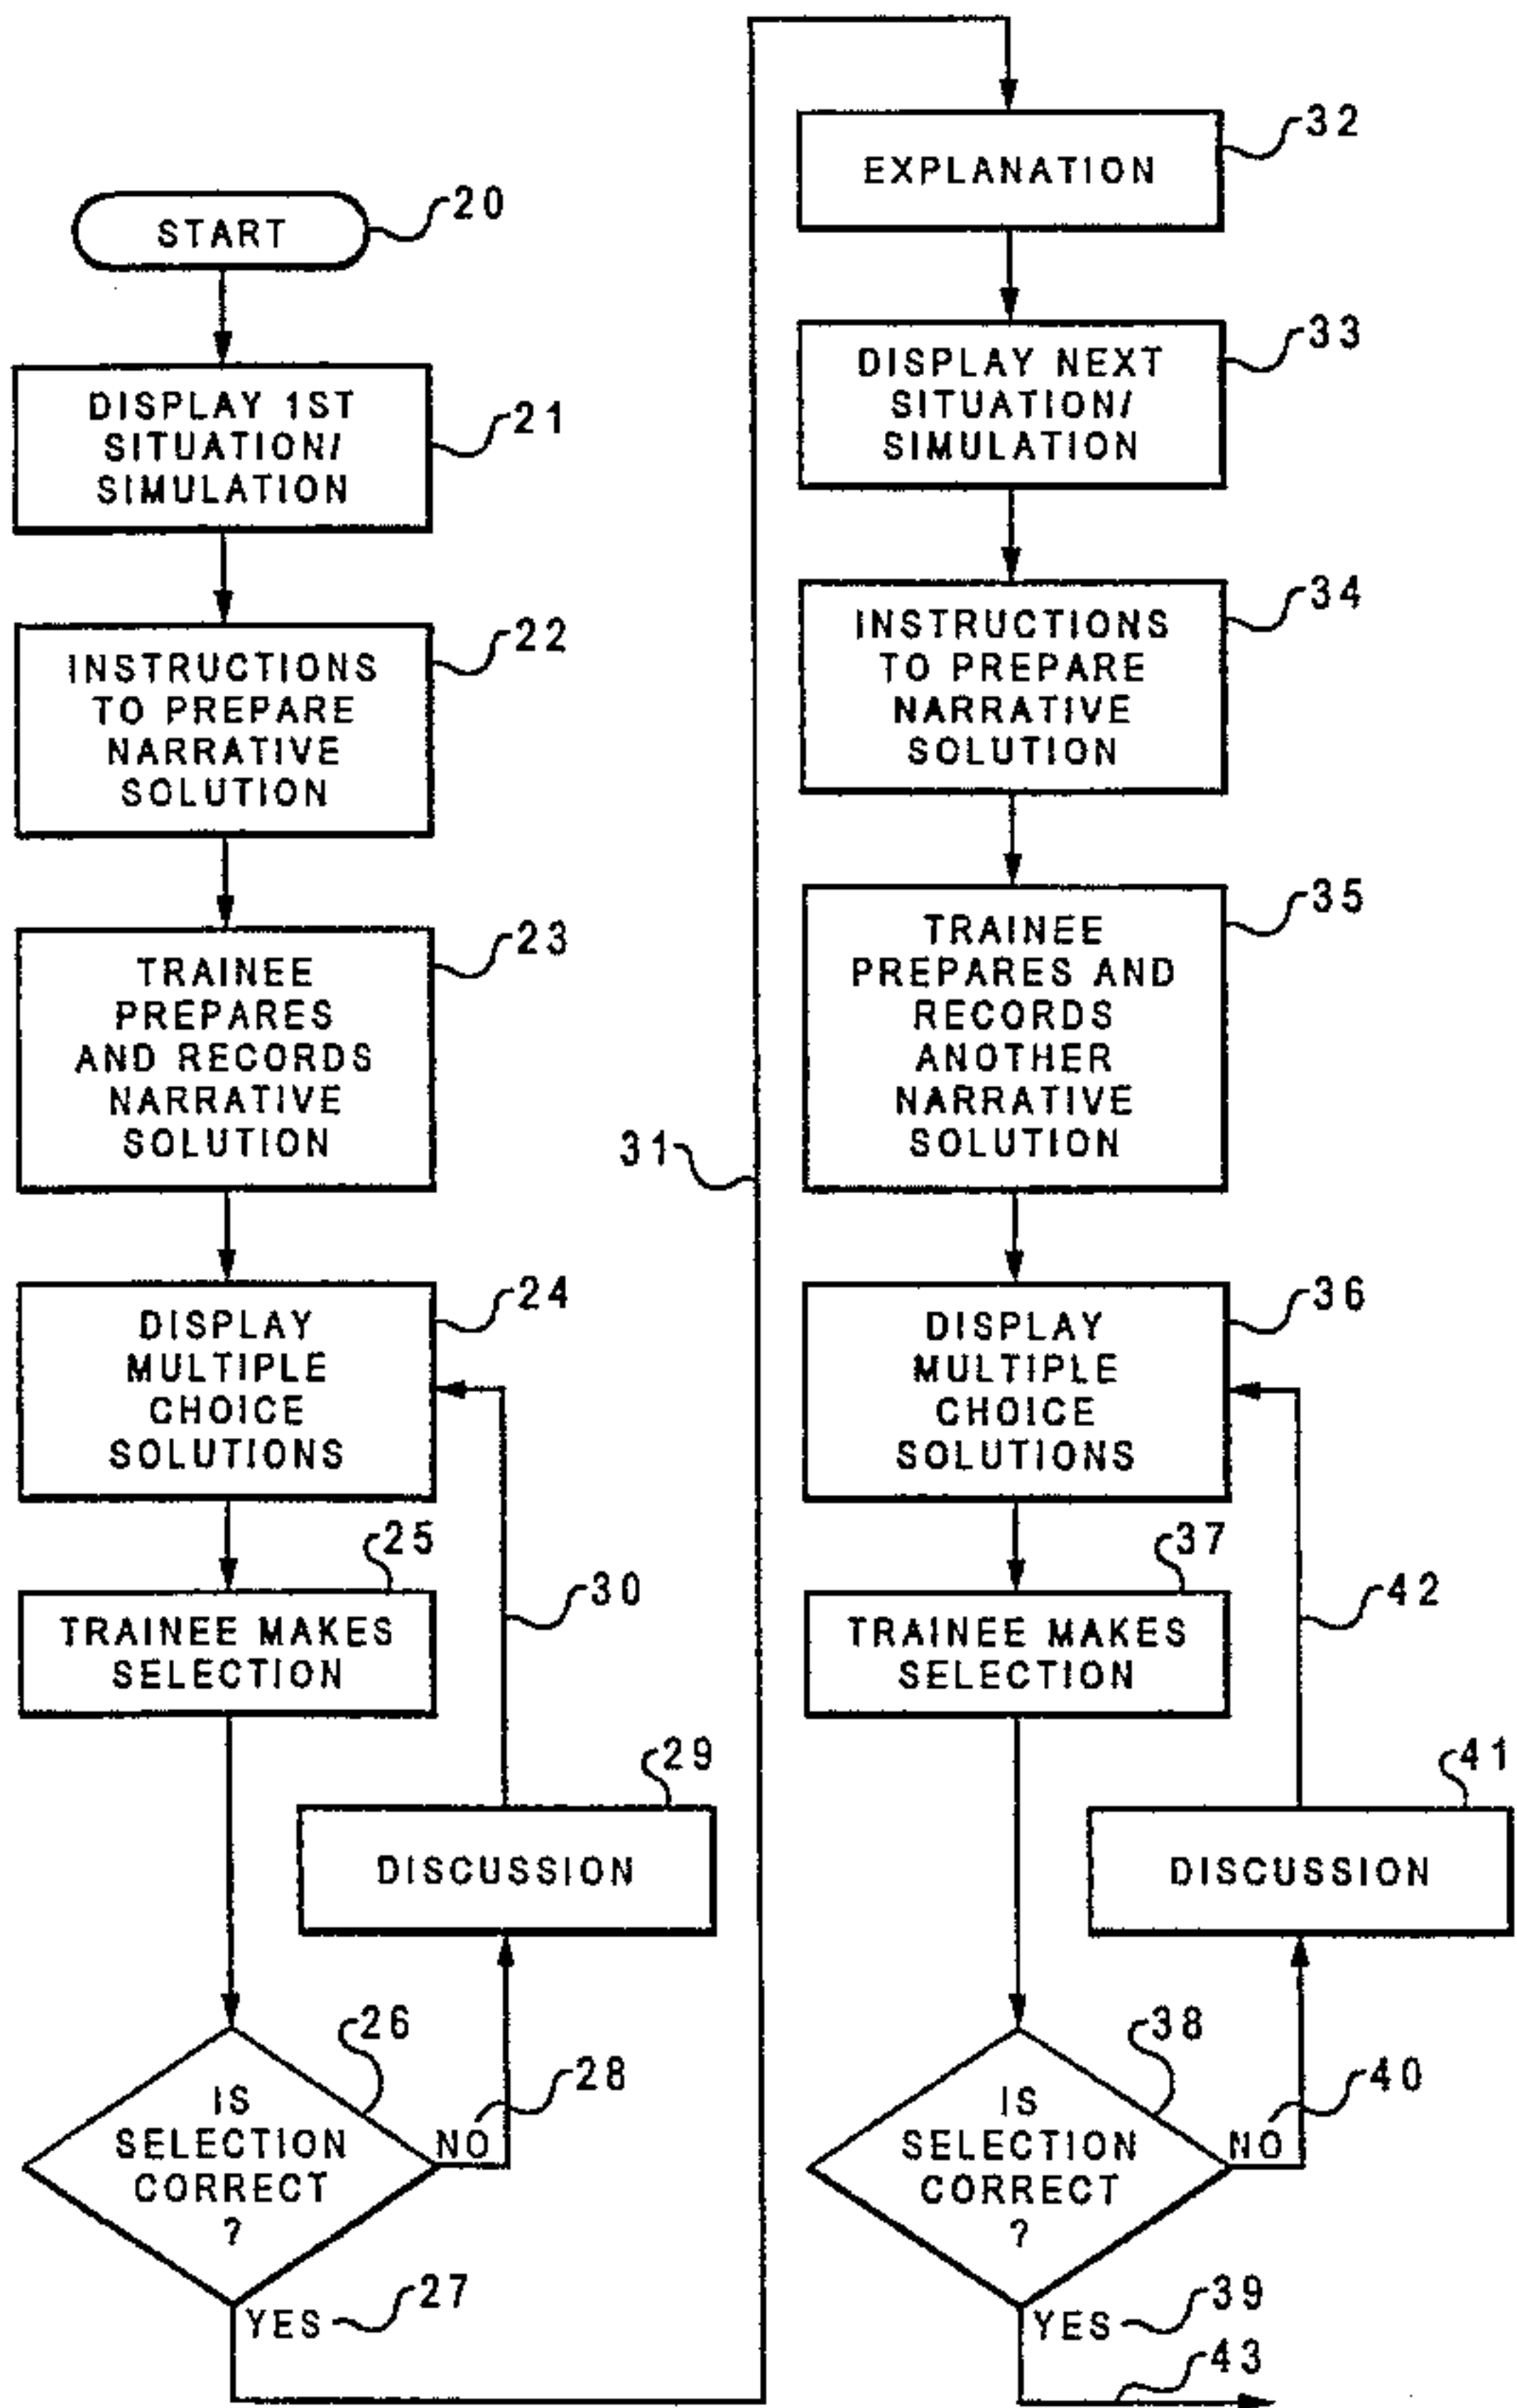 START
20
DISPLAY 1ST
SITUATION/
SIMULATION
21
INSTRUCTIONS
TO PREPARE
NARRATIVE
SOLUTION
22
TRAINEE
PREPARES
AND RECORDS
NARRATIVE
SOLUTION
23
DISPLAY
MULTIPLE
CHOICE
SOLUTIONS
24
25
TRAINEE MAKES
SELECTION
30
29
DISCUSSION
26
IS
SELECTION
CORRECT
?
NO
28
YES
27
31
EXPLANATION
32
DISPLAY NEXT
SITUATION/
SIMULATION
33
INSTRUCTIONS
TO PREPARE
NARRATIVE
SOLUTION
34
TRAINEE
PREPARES AND
RECORDS
ANOTHER
NARRATIVE
SOLUTION
35
DISPLAY
MULTIPLE
CHOICE
SOLUTIONS
36
37
TRAINEE MAKES
SELECTION
42
41
DISCUSSION
38
IS
SELECTION
CORRECT
?
NO
40
YES
39
43